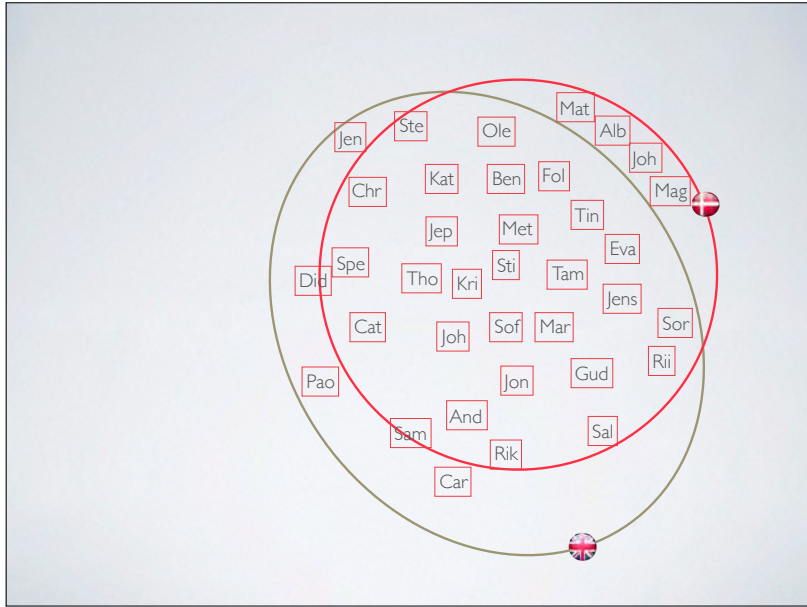 Mat
Ste
Ole
Alb
Jen
Joh
Kat
Ben
Fol
Chr
Mag
Tin
Jep
Met
Eva
Spe
Sti
Did
Tho
Kri
Tam
Jens
Cat
Joh
Sof
Mar
Sor
Rii
Pao
Jon
Gud
And
Sam
Sal
Rik
Car